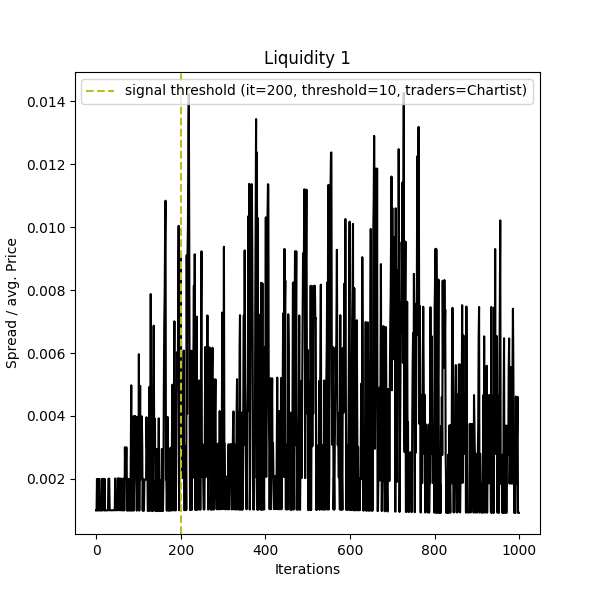 Liquidity 1
signal threshold (it=200, threshold=10, traders=Chartist)
0.014
0.012
0.010
0.008
0.006
0.004
0.002
Spread / avg. Price
0 200 400 600 800 1000
Iterations